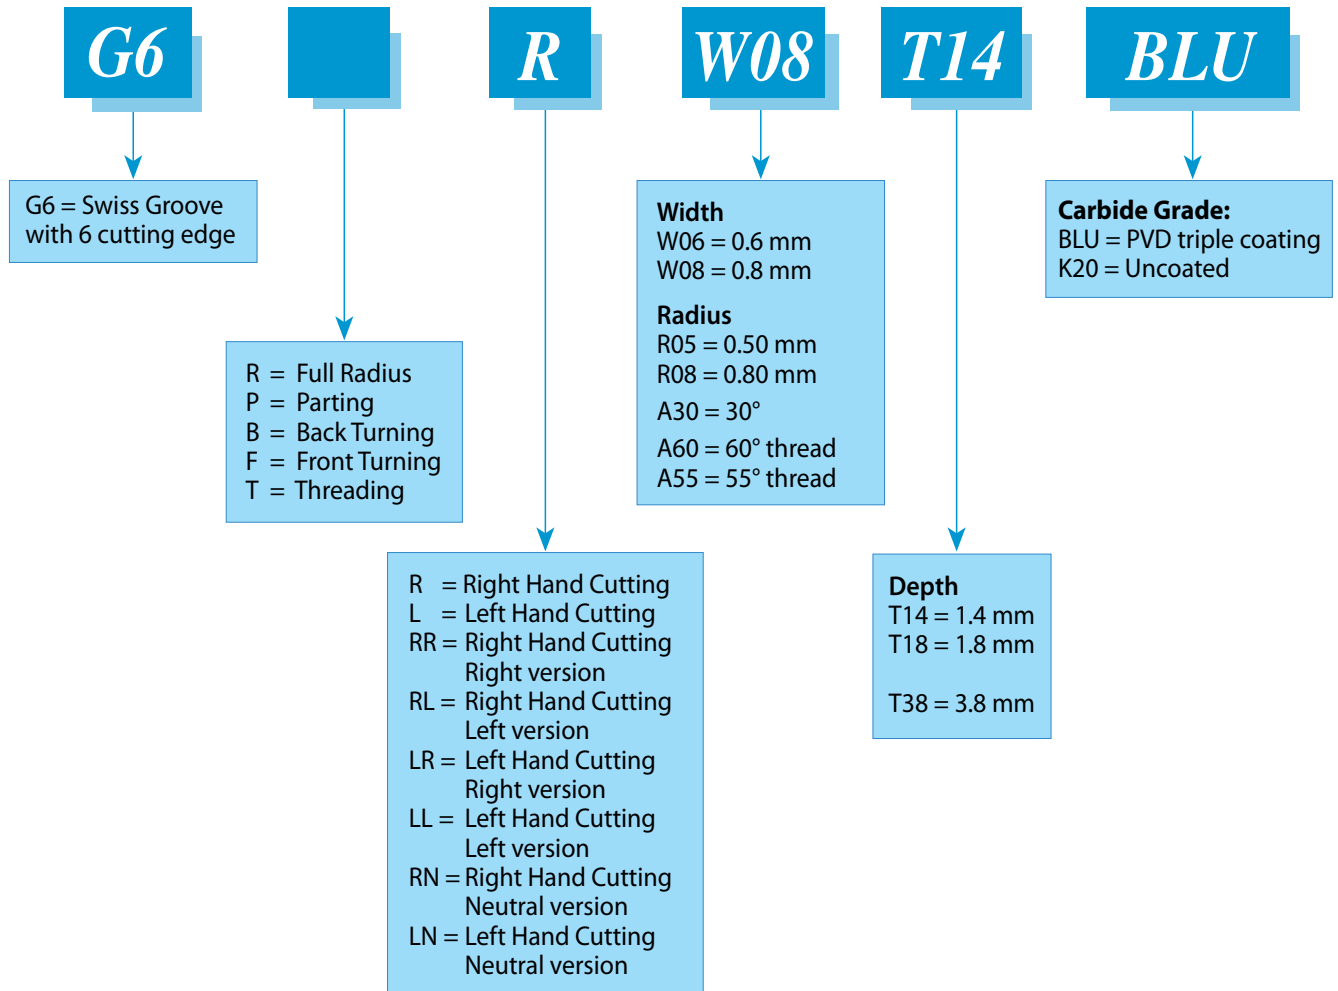 G6
R
W08
T14
BLU
G6 = Swiss Groove
with 6 cutting edge
R = Full Radius
P = Parting
B = Back Turning
F = Front Turning
T = Threading
R = Right Hand Cutting
L = Left Hand Cutting
RR = Right Hand Cutting
Right version
RL = Right Hand Cutting
Left version
LR = Left Hand Cutting
Right version
LL = Left Hand Cutting
Left version
RN = Right Hand Cutting
Neutral version
LN = Left Hand Cutting
Neutral version
Width
W06 = 0.6 mm
W08 = 0.8 mm
Radius
R05 = 0.50 mm
R08 = 0.80 mm
A30 = 30°
A60 = 60° thread
A55 = 55° thread
Depth
T14 = 1.4 mm
T18 = 1.8 mm
T38 = 3.8 mm
Carbide Grade:
BLU = PVD triple coating
K20 = Uncoated